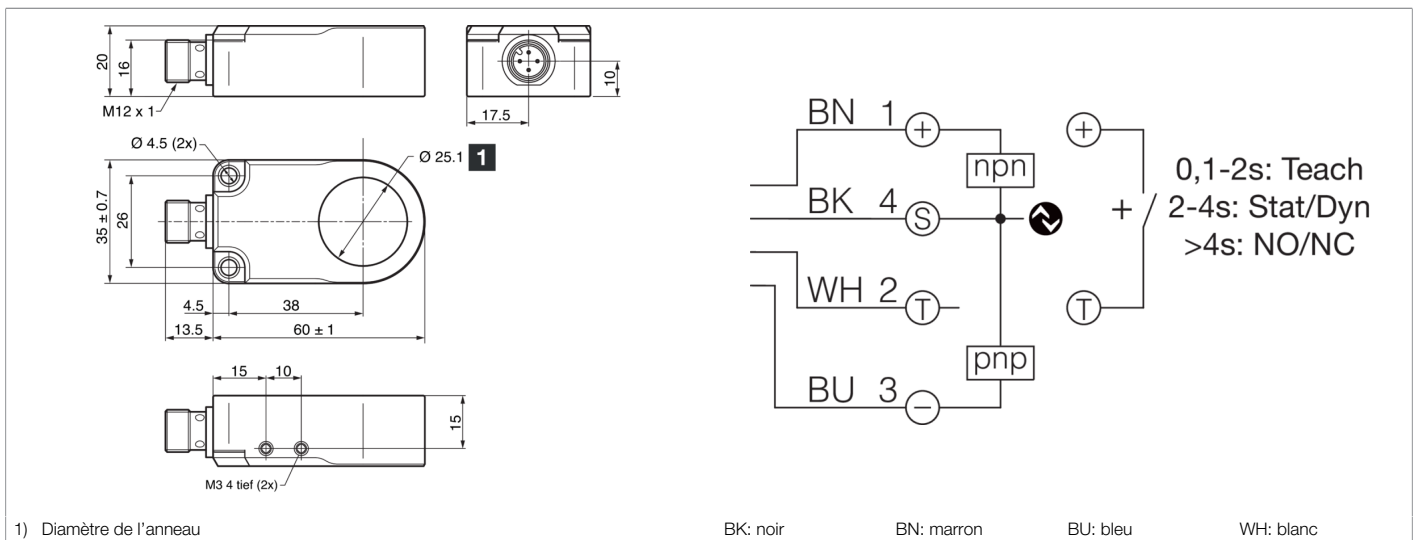 20
16
M12 x 1
10
17.5
Ø 4.5 (2x)
Ø 25.1 1
35 ± 0.7
26
4.5
38
13.5
60 ± 1
15
10
15
M3 4 tief (2x)
BN 1 +
npn
BK 4 S
WH 2 T
pnp
BU 3 −
+
+
T
0,1-2s: Teach
2-4s: Stat/Dyn
>4s: NO/NC
1) Diamètre de l'anneau
BK: noir BN: marron BU: bleu WH: blanc